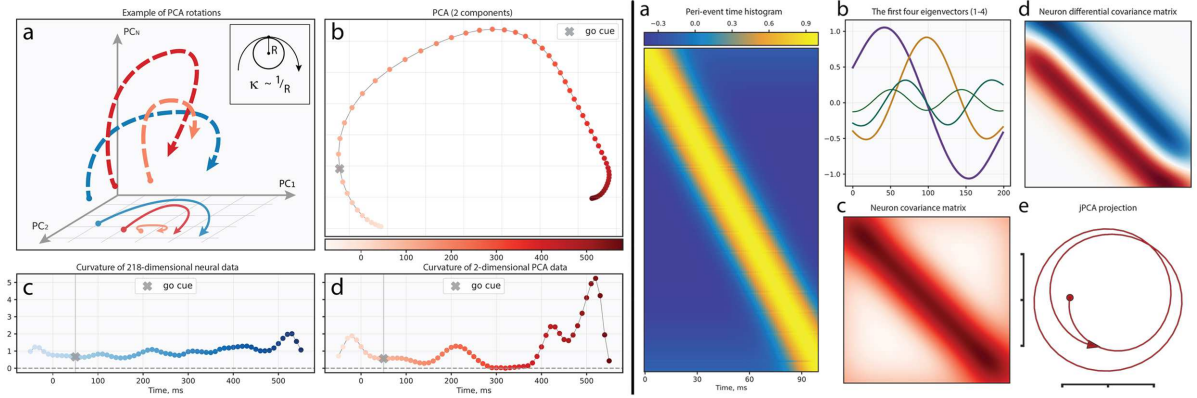 Example of PCA rotations
a
PCN
R
κ ~ 1/R
PC1
PC2
PCA (2 components)
b
go cue
0 100 200 300 400 500
Curvature of 218-dimensional neural data
c
go cue
5
4
3
2
1
0
0 100 200 300 400 500
Time, ms
Curvature of 2-dimensional PCA data
d
go cue
5
4
3
2
1
0
0 100 200 300 400 500
Time, ms
a
Peri-event time histogram
−0.3 0.0 0.3 0.6 0.9
0 30 60 90
Time, ms
b
The first four eigenvectors (1-4)
1.0
0.5
0.0
−0.5
−1.0
0 50 100 150 200
c
Neuron covariance matrix
d
Neuron differential covariance matrix
e
jPCA projection